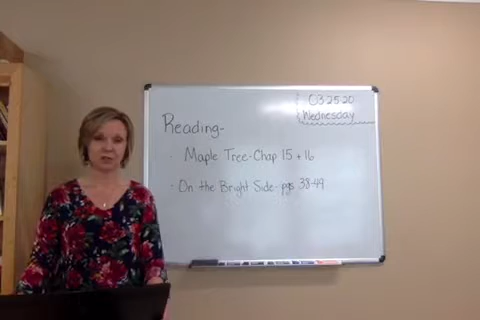 03-25-20
Wednesday
Reading-
· Maple Tree-Chap 15 + 16
· On the Bright Side-pgs 38-49